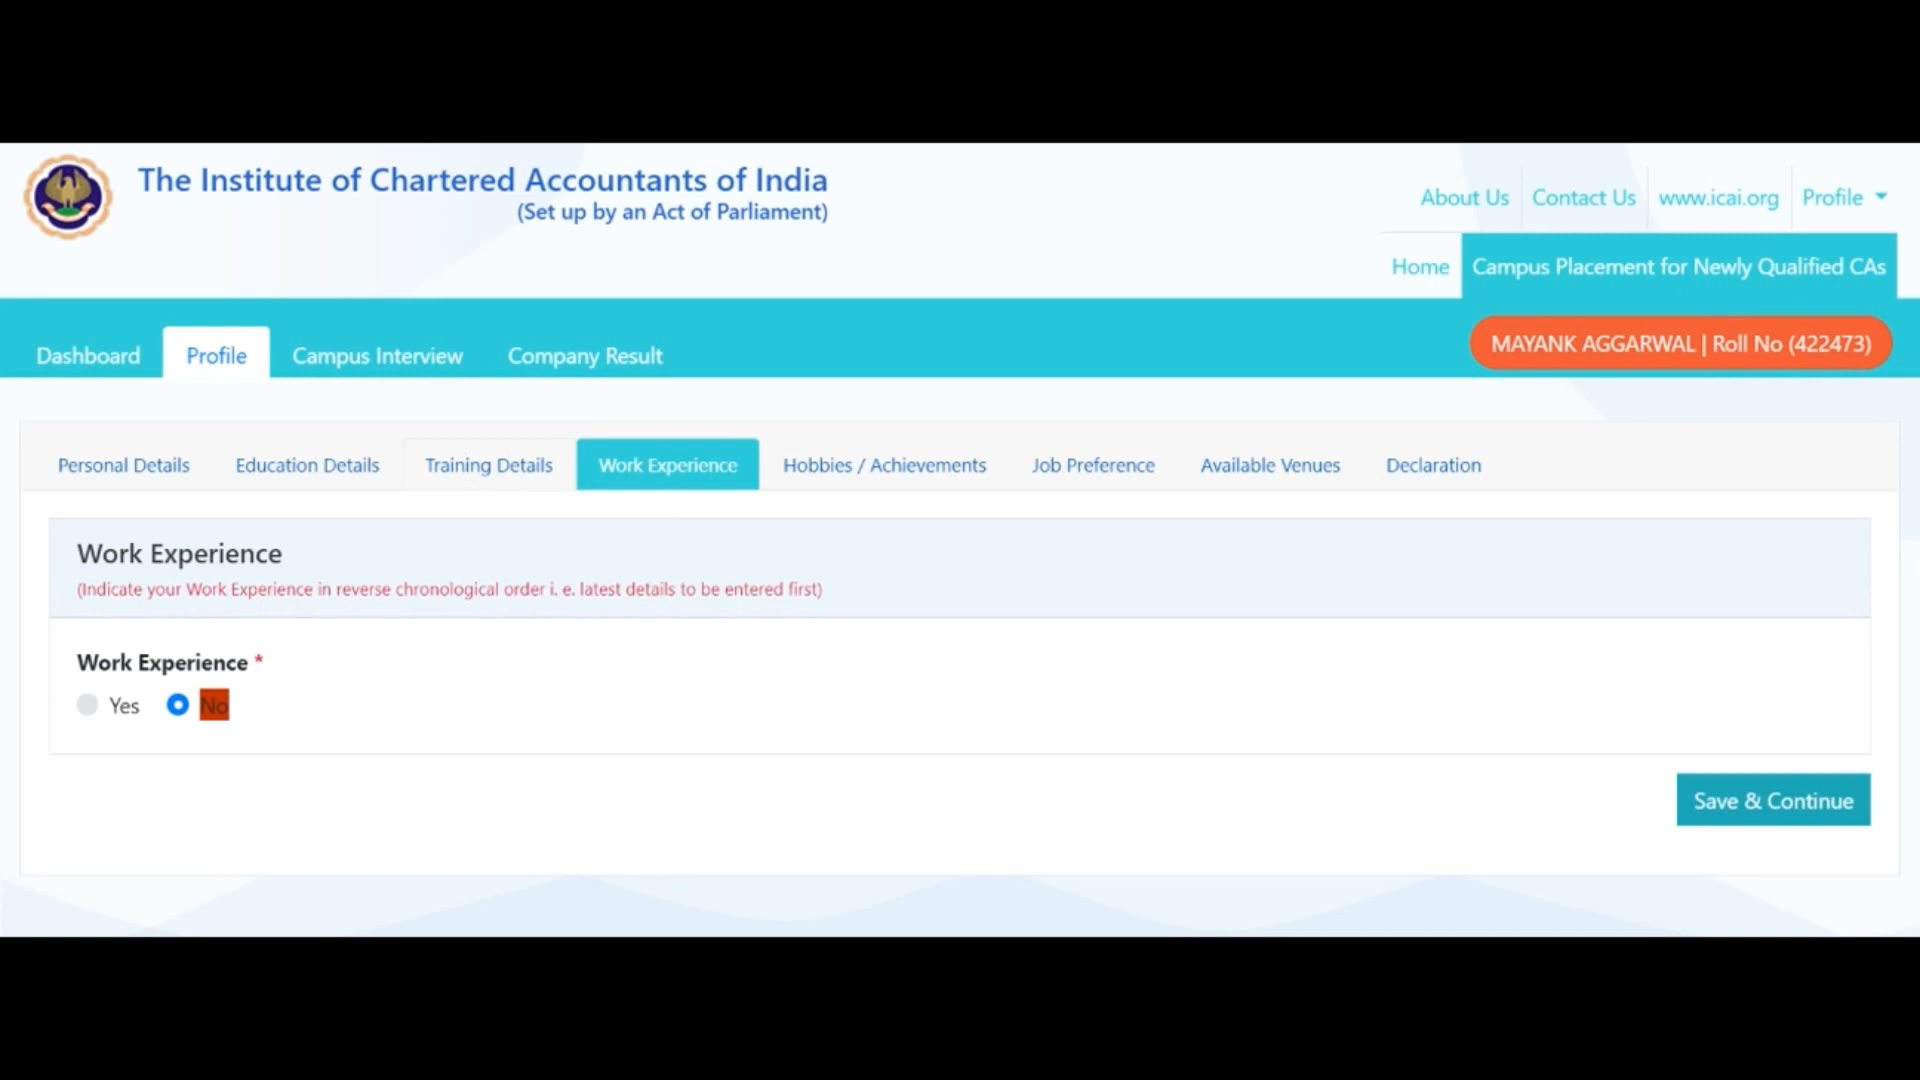 The Institute of Chartered Accountants of India
(Set up by an Act of Parliament)
About Us
Contact Us
www.icai.org
Profile
Home
Campus Placement for Newly Qualified CAs
Dashboard
Profile
Campus Interview
Company Result
MAYANK AGGARWAL | Roll No (422473)
Personal Details
Education Details
Training Details
Work Experience
Hobbies / Achievements
Job Preference
Available Venues
Declaration
Work Experience
(Indicate your Work Experience in reverse chronological order i. e. latest details to be entered first)
Work Experience *
Yes
No
Save & Continue